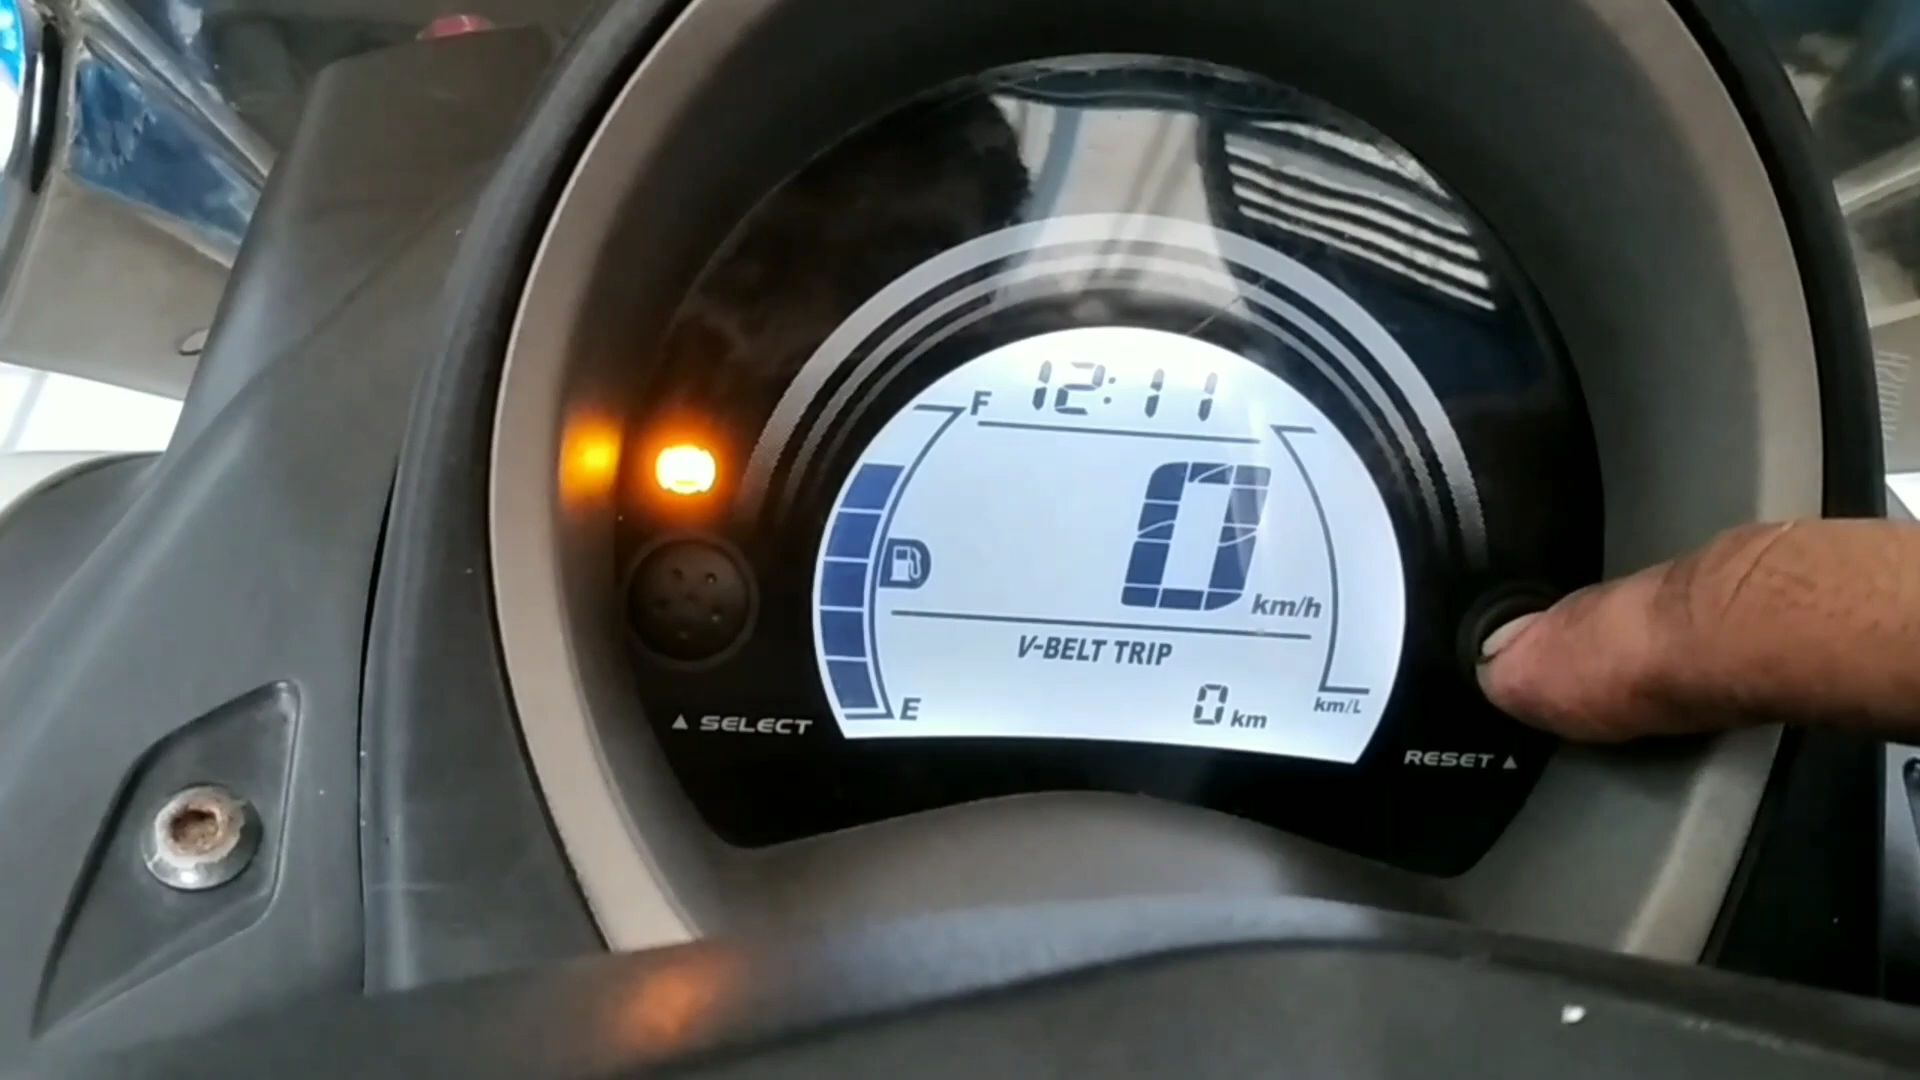 12:11
F
0 km/h
V-BELT TRIP
E
0 km
km/L
▲ SELECT
RESET ▲